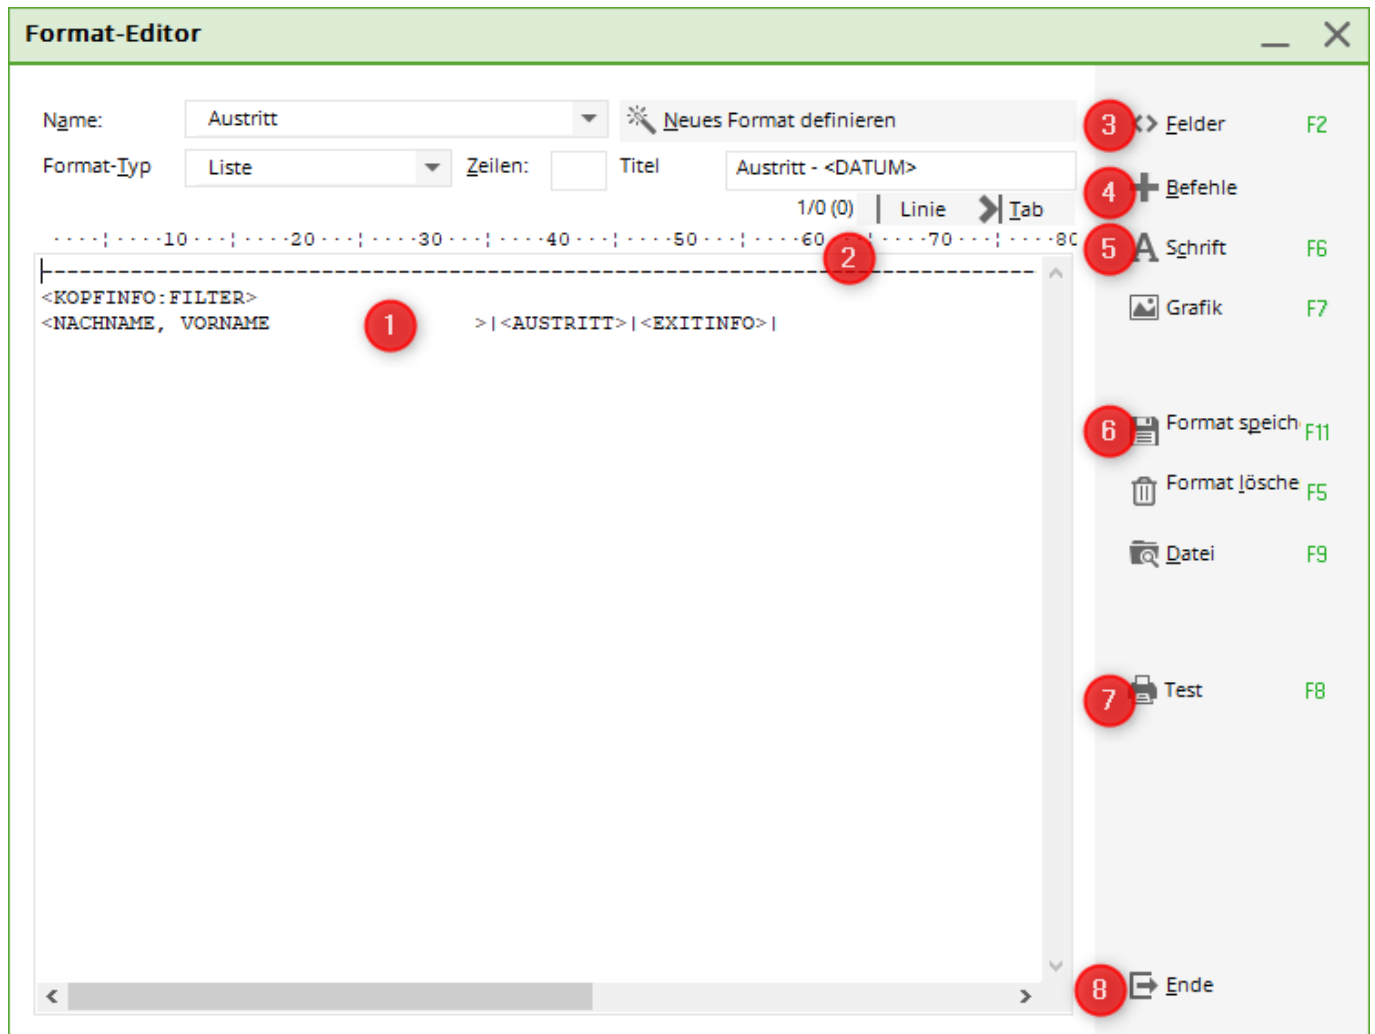 Format-Editor
Name: Austritt Neues Format definieren
Format-Typ Liste Zeilen: Titel Austritt - <DATUM>
1/0 (0) Linie Tab
····¦····10···¦····20···¦····30···¦····40···¦····50···¦····60···¦····70···¦····80
2
--------------------------------------------------------------------------------
<KOPFINFO:FILTER>
<NACHNAME, VORNAME >|<AUSTRITT>|<EXITINFO>|
1
3 Felder F2
4 Befehle
5 Schrift F6
Grafik F7
6 Format speich F11
Format lösche F5
Datei F9
7 Test F8
8 Ende